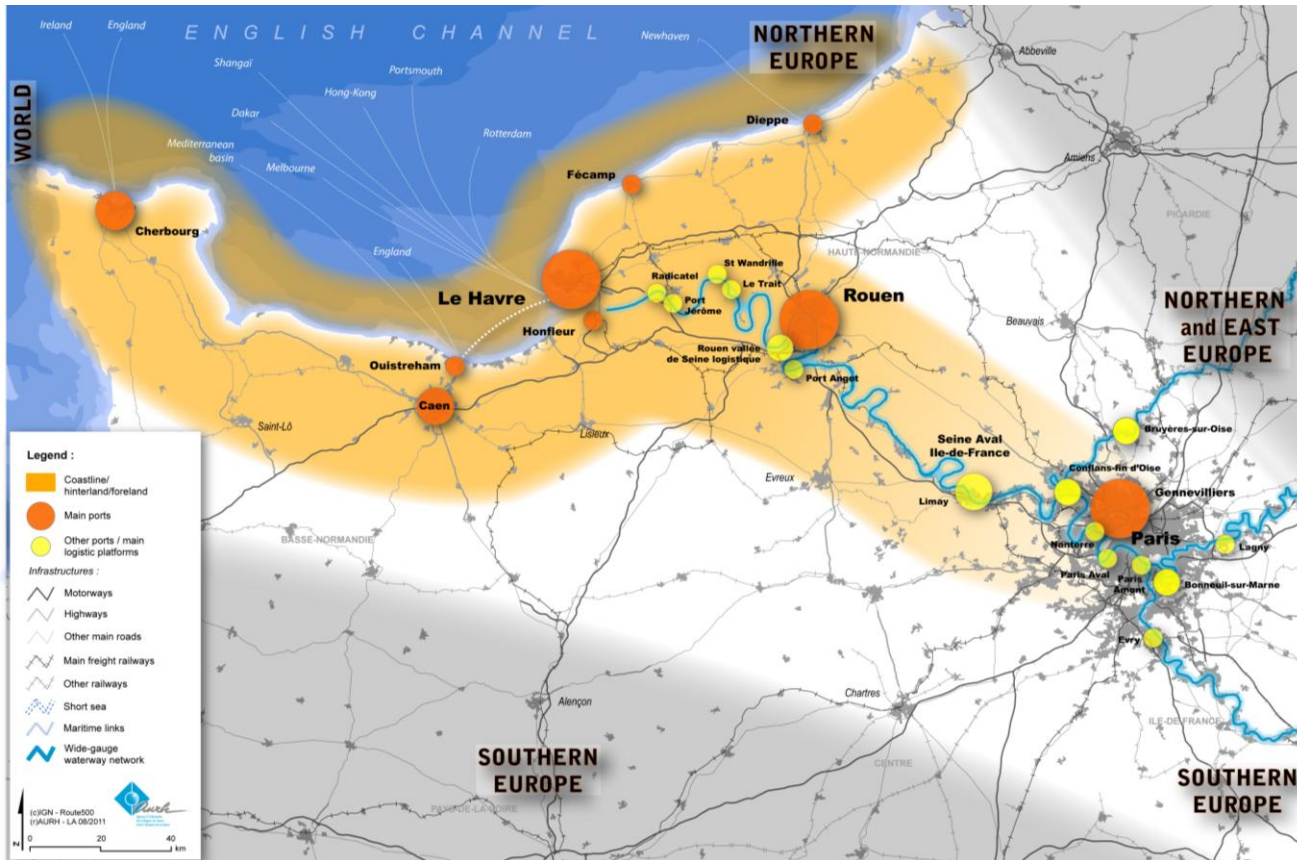 Ireland
England
ENGLISH CHANNEL
Shangaï
Hong-Kong
Portsmouth
Newhaven
NORTHERN
EUROPE
Abbeville
WORLD
Dakar
Mediterranean
basin
Melbourne
Rotterdam
Dieppe
Amiens
Fécamp
PICARDIE
Cherbourg
England
HAUTE-NORMANDIE
St Wandrille
Radicatel
Le Trait
Port
Jérôme
Le Havre
Rouen
Honfleur
NORTHERN
and EAST
EUROPE
Beauvais
Rouen vallée
de Seine logistique
Ouistreham
Port Angot
Caen
Saint-Lô
Lisieux
Bruyères-sur-Oise
Seine Aval
Ile-de-France
Conflans-fin d'Oise
Evreux
Gennevilliers
Limay
Paris
Nanterre
Lagny
BASSE-NORMANDIE
Paris Aval
Paris
Amont
Bonneuil-sur-Marne
Evry
Chartres
Alençon
ILE-DE-FRANCE
CENTRE
SOUTHERN
EUROPE
SOUTHERN
EUROPE
PAYS-DE-LA-LOIRE
Legend :
Coastline/
hinterland/foreland
Main ports
Other ports / main
logistic platforms
Infrastructures :
Motorways
Highways
Other main roads
Main freight railways
Other railways
Short sea
Maritime links
Wide-gauge
waterway network
aurh
(c)IGN - Route500
(r)AURH - LA 08/2011
N
0 20 40
km